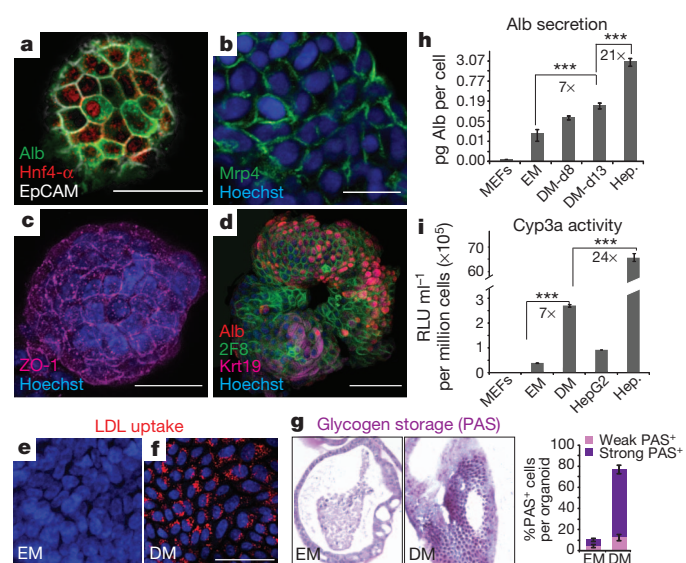 a
Alb
Hnf4-α
EpCAM
b
Mrp4
Hoechst
c
ZO-1
Hoechst
d
Alb
2F8
Krt19
Hoechst
LDL uptake
e
EM
f
DM
g Glycogen storage (PAS)
EM
DM
Weak PAS+
Strong PAS+
%PAS+ cells
per organoid
100
80
60
40
20
0
EM DM
h
Alb secretion
pg Alb per cell
3.07
0.77
0.19
0.05
0.01
0.00
***
7×
***
21×
MEFs
EM
DM-d8
DM-d13
Hep.
i
Cyp3a activity
RLU ml−1 (×105)
per million cells
70
60
3
2
1
0
***
7×
***
24×
MEFs
EM
DM
HepG2
Hep.